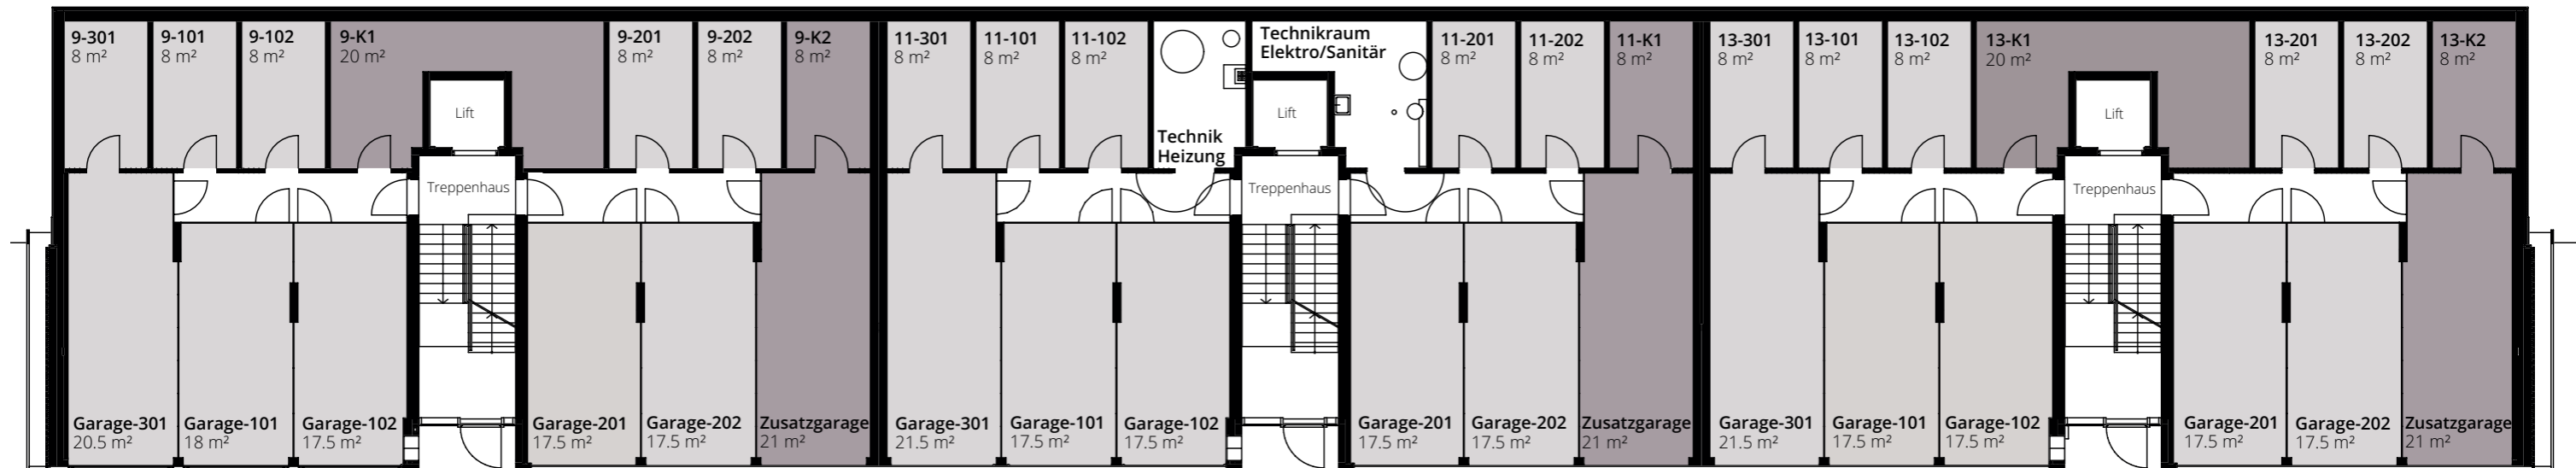 9-301
8 m²
9-101
8 m²
9-102
8 m²
9-K1
20 m²
9-201
8 m²
9-202
8 m²
9-K2
8 m²
11-301
8 m²
11-101
8 m²
11-102
8 m²
Technik
Heizung
Technikraum
Elektro/Sanitär
11-201
8 m²
11-202
8 m²
11-K1
8 m²
13-301
8 m²
13-101
8 m²
13-102
8 m²
13-K1
20 m²
13-201
8 m²
13-202
8 m²
13-K2
8 m²
Lift
Lift
Lift
Treppenhaus
Treppenhaus
Treppenhaus
Garage-301
20.5 m²
Garage-101
18 m²
Garage-102
17.5 m²
Garage-201
17.5 m²
Garage-202
17.5 m²
Zusatzgarage
21 m²
Garage-301
21.5 m²
Garage-101
17.5 m²
Garage-102
17.5 m²
Garage-201
17.5 m²
Garage-202
17.5 m²
Zusatzgarage
21 m²
Garage-301
21.5 m²
Garage-101
17.5 m²
Garage-102
17.5 m²
Garage-201
17.5 m²
Garage-202
17.5 m²
Zusatzgarage
21 m²